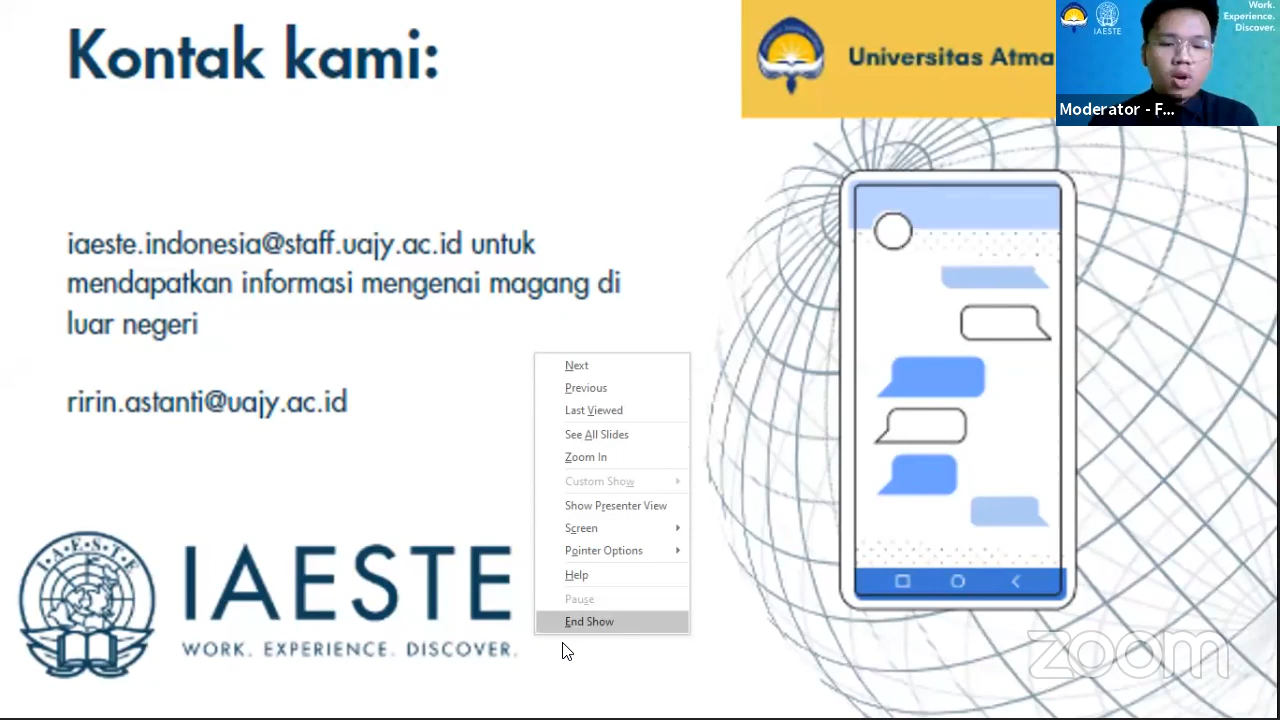 Kontak kami:
Universitas Atma
Work.
Experience.
Discover.
IAESTE
Moderator - F...
iaeste.indonesia@staff.uajy.ac.id untuk
mendapatkan informasi mengenai magang di
luar negeri
ririn.astanti@uajy.ac.id
Next
Previous
Last Viewed
See All Slides
Zoom In
Custom Show
Show Presenter View
Screen
Pointer Options
Help
Pause
End Show
I·A·E·S·T·E
IAESTE
WORK. EXPERIENCE. DISCOVER.
zoom